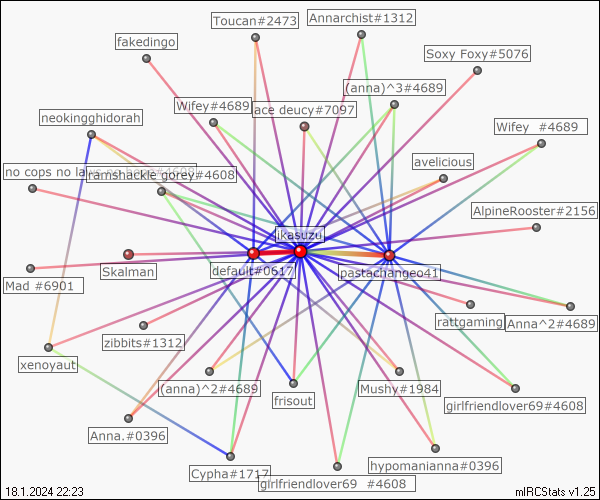 Toucan#2473
Annarchist#1312
fakedingo
Soxy Foxy#5076
(anna)^3#4689
Wifey#4689
ace deucy#7097
neokingghidorah
Wifey #4689
avelicious
no cops no la
ramshackle gorey#4608
AlpineRooster#2156
jkasuzu
Skalman
default#0617
pastachangeo41
Mad #6901
rattgaming
Anna^2#4689
zibbits#1312
xenoyaut
(anna)^2#4689
frisout
Mushy#1984
girlfriendlover69#4608
Anna.#0396
Cypha#1717
girlfriendlover69 #4608
hypomanianna#0396
18.1.2024 22:23
mIRCStats v1.25